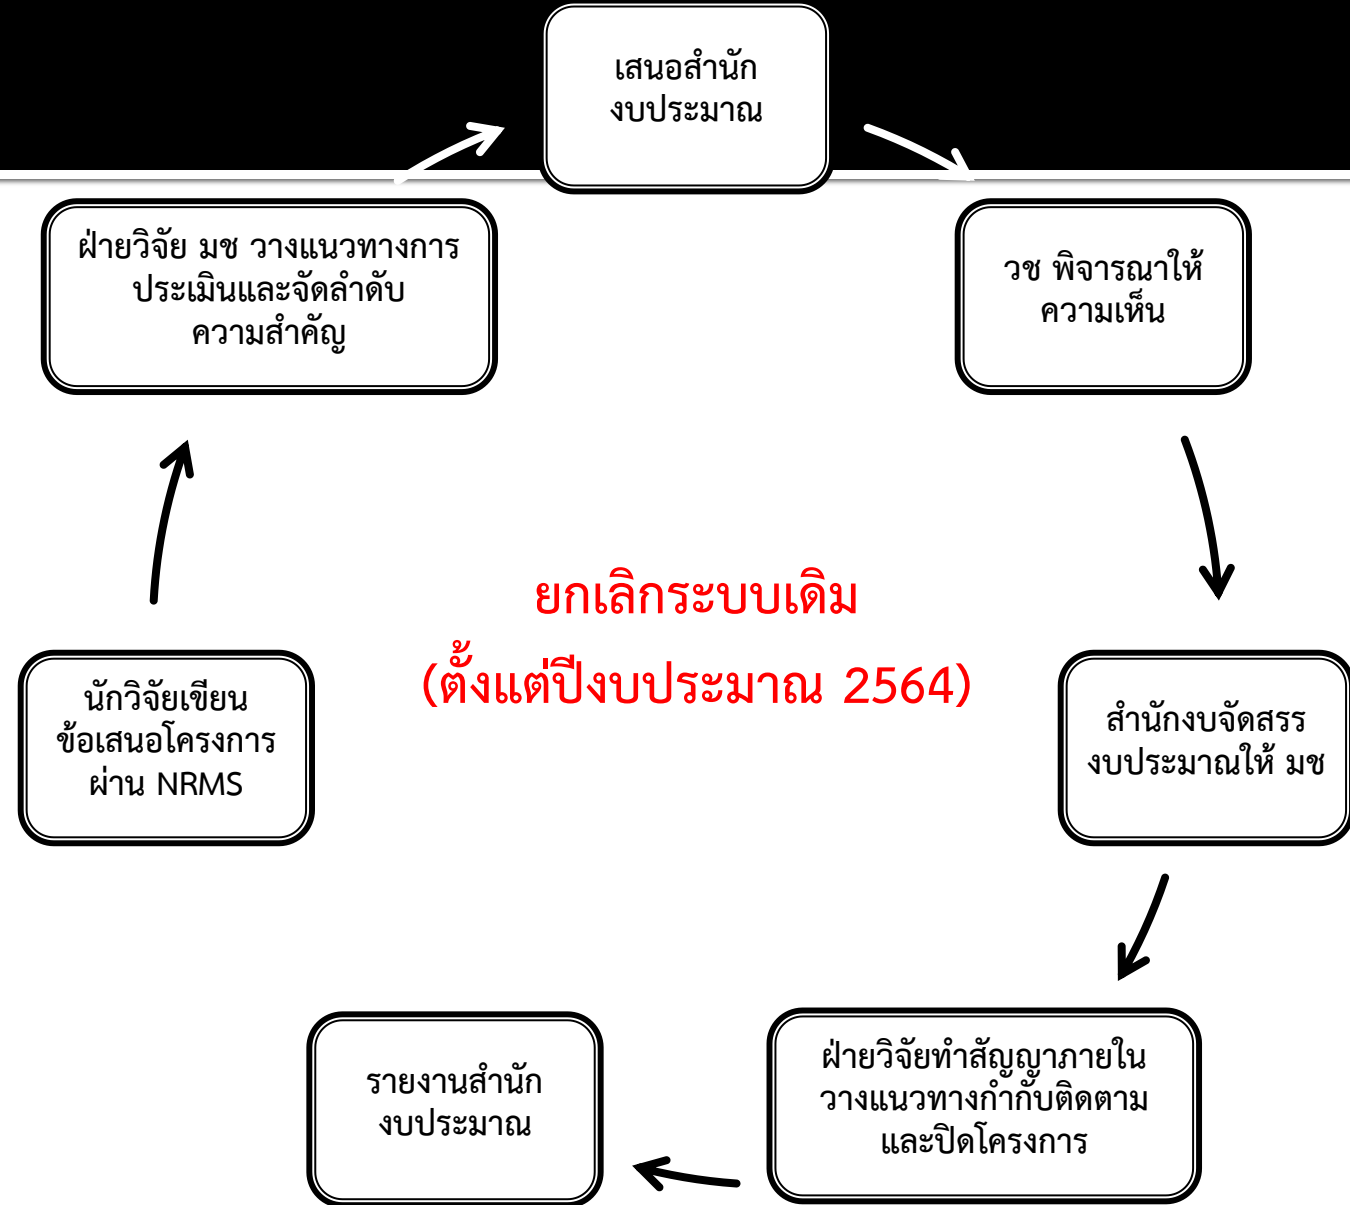 เสนอสำนัก
งบประมาณ
ฝ่ายวิจัย มช วางแนวทางการ
ประเมินและจัดลำดับ
ความสำคัญ
วช พิจารณาให้
ความเห็น
ยกเลิกระบบเดิม
(ตั้งแต่ปีงบประมาณ 2564)
นักวิจัยเขียน
ข้อเสนอโครงการ
ผ่าน NRMS
สำนักงบจัดสรร
งบประมาณให้ มช
รายงานสำนัก
งบประมาณ
ฝ่ายวิจัยทำสัญญาภายใน
วางแนวทางกำกับติดตาม
และปิดโครงการ